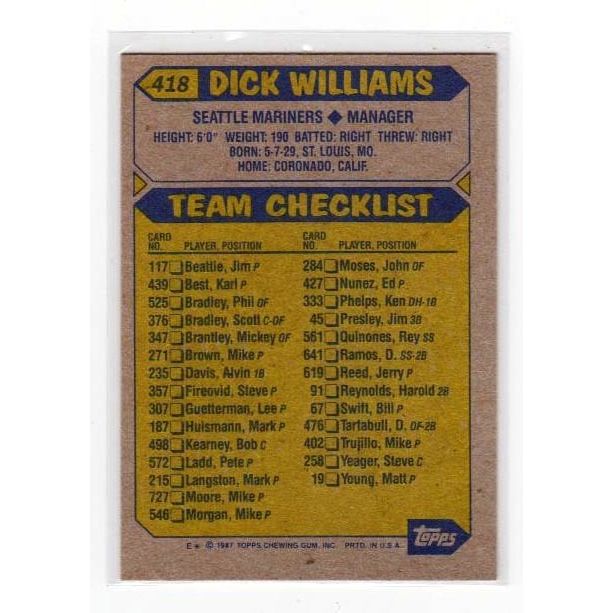 418 DICK WILLIAMS
SEATTLE MARINERS ◆ MANAGER
HEIGHT: 6'0" WEIGHT: 190 BATTED: RIGHT THREW: RIGHT
BORN: 5-7-29, ST. LOUIS, MO.
HOME: CORONADO, CALIF.
TEAM CHECKLIST
CARD
NO. PLAYER, POSITION
117 Beattie, Jim P
439 Best, Karl P
525 Bradley, Phil OF
376 Bradley, Scott C-OF
347 Brantley, Mickey OF
271 Brown, Mike P
235 Davis, Alvin 1B
357 Fireovid, Steve P
307 Guetterman, Lee P
187 Huismann, Mark P
498 Kearney, Bob C
572 Ladd, Pete P
215 Langston, Mark P
727 Moore, Mike P
546 Morgan, Mike P
CARD
NO. PLAYER, POSITION
284 Moses, John OF
427 Nunez, Ed P
333 Phelps, Ken DH-1B
45 Presley, Jim 3B
561 Quinones, Rey SS
641 Ramos, D. SS-2B
619 Reed, Jerry P
91 Reynolds, Harold 2B
67 Swift, Bill P
476 Tartabull, D. OF-2B
402 Trujillo, Mike P
258 Yeager, Steve C
19 Young, Matt P
E* © 1987 TOPPS CHEWING GUM, INC. PRTD. IN U.S.A.
topps